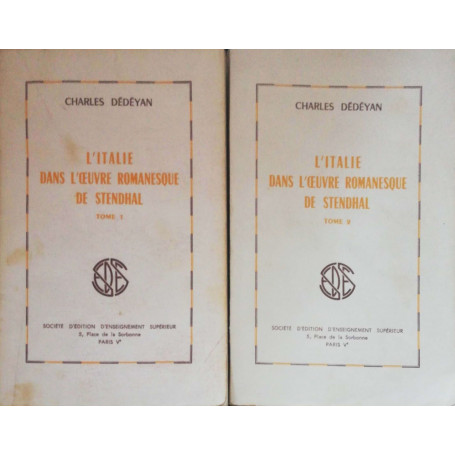 CHARLES DÉDÉYAN
L'ITALIE
DANS L'ŒUVRE ROMANESQUE
DE STENDHAL
TOME I
SOCIÉTÉ D'ÉDITION D'ENSEIGNEMENT SUPÉRIEUR
5, Place de la Sorbonne
PARIS Vᵉ
CHARLES DÉDÉYAN
L'ITALIE
DANS L'ŒUVRE ROMANESQUE
DE STENDHAL
TOME II
SOCIÉTÉ D'ÉDITION D'ENSEIGNEMENT SUPÉRIEUR
5, Place de la Sorbonne
PARIS Vᵉ